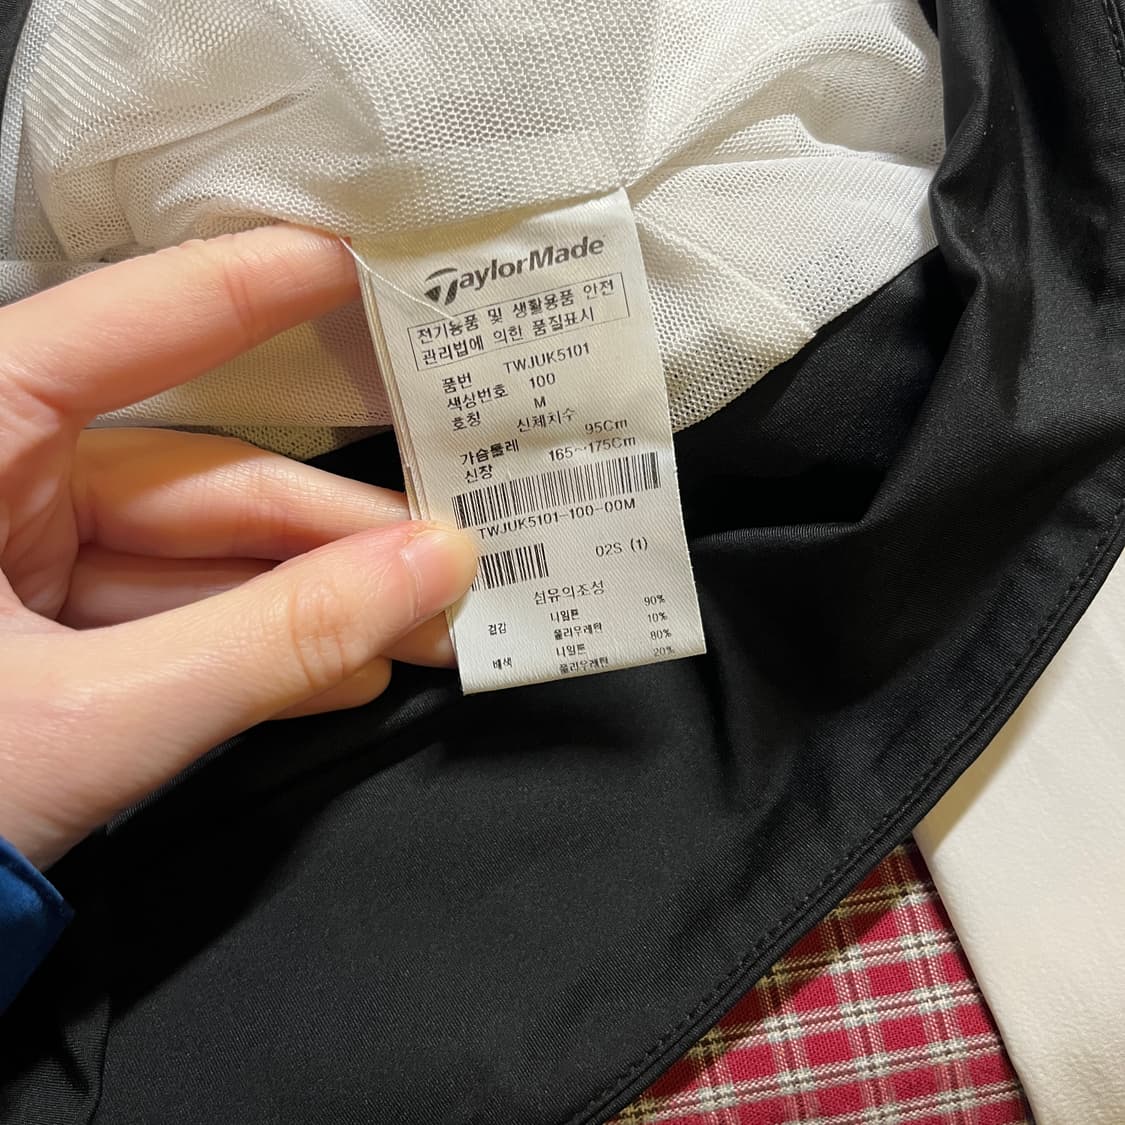 TaylorMade
전기용품 및 생활용품 안전
관리법에 의한 품질표시
품번 TWJUK5101
색상번호 100
호칭 M
신체치수
가슴둘레 95Cm
신장 165~175Cm
TWJUK5101-100-00M
02S (1)
섬유의조성
겉감 나일론 90%
폴리우레탄 10%
배색 나일론 80%
폴리우레탄 20%